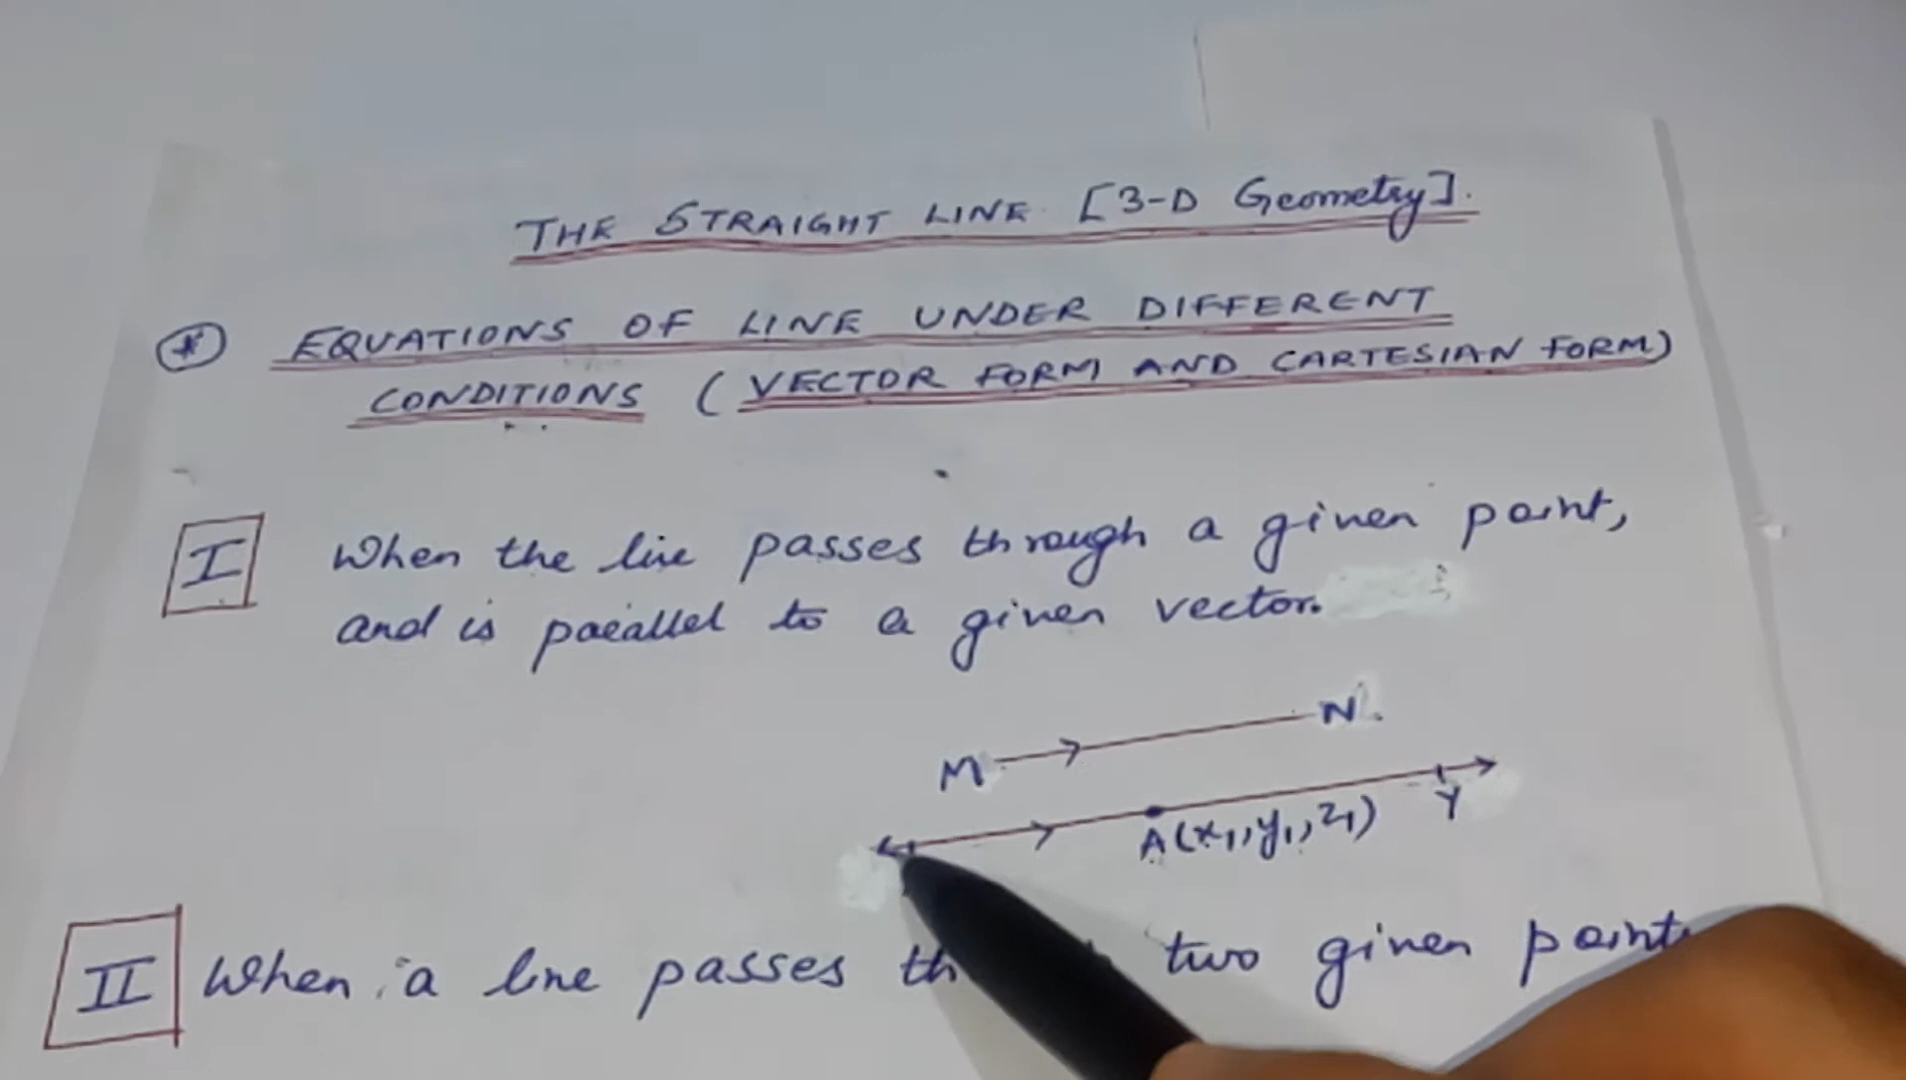 THE STRAIGHT LINE [3-D Geometry].
* EQUATIONS OF LINE UNDER DIFFERENT
CONDITIONS (VECTOR FORM AND CARTESIAN FORM)
I When the line passes through a given point,
and is parallel to a given vector.
M N
A(x₁, y₁, z₁) Y
II When a line passes two given points